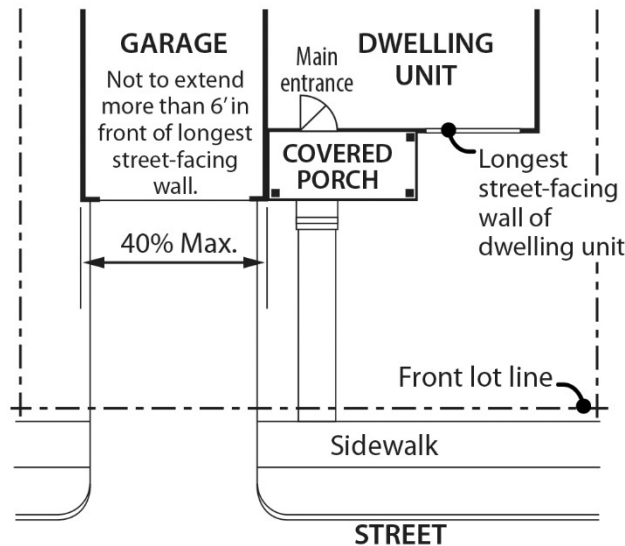 GARAGE
Not to extend
more than 6' in
front of longest
street-facing
wall.
Main
entrance
DWELLING
UNIT
COVERED
PORCH
Longest
street-facing
wall of
dwelling unit
40% Max.
Front lot line
Sidewalk
STREET